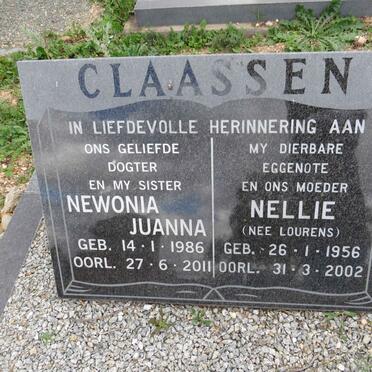 CLAASSEN
IN LIEFDEVOLLE HERINNERING AAN
ONS GELIEFDE
DOGTER
EN MY SISTER
NEWONIA
JUANNA
GEB. 14·1·1986
OORL. 27·6·2011
MY DIERBARE
EGGENOTE
EN ONS MOEDER
NELLIE
(NEE LOURENS)
GEB. 26·1·1956
OORL. 31·3·2002